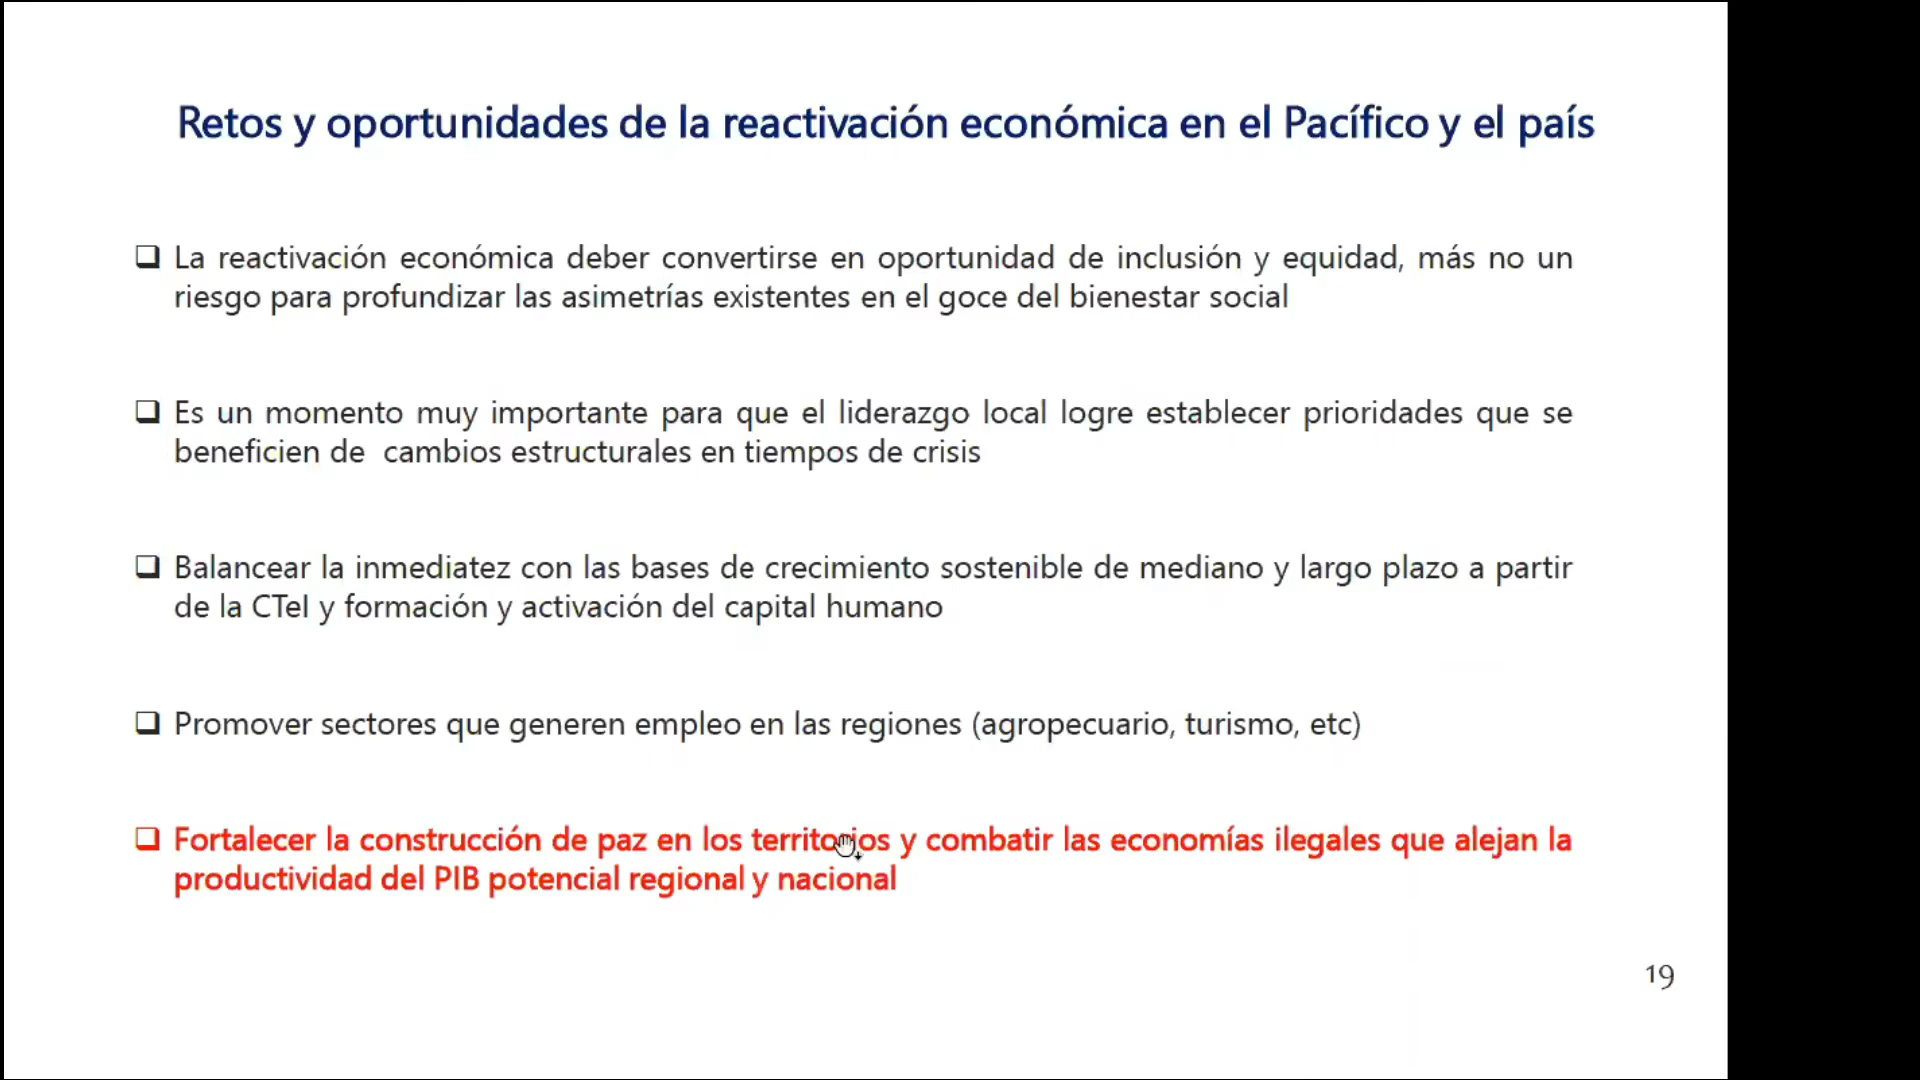 Retos y oportunidades de la reactivación económica en el Pacífico y el país
La reactivación económica deber convertirse en oportunidad de inclusión y equidad, más no un
riesgo para profundizar las asimetrías existentes en el goce del bienestar social
Es un momento muy importante para que el liderazgo local logre establecer prioridades que se
beneficien de cambios estructurales en tiempos de crisis
Balancear la inmediatez con las bases de crecimiento sostenible de mediano y largo plazo a partir
de la CTeI y formación y activación del capital humano
Promover sectores que generen empleo en las regiones (agropecuario, turismo, etc)
Fortalecer la construcción de paz en los territorios y combatir las economías ilegales que alejan la
productividad del PIB potencial regional y nacional
19